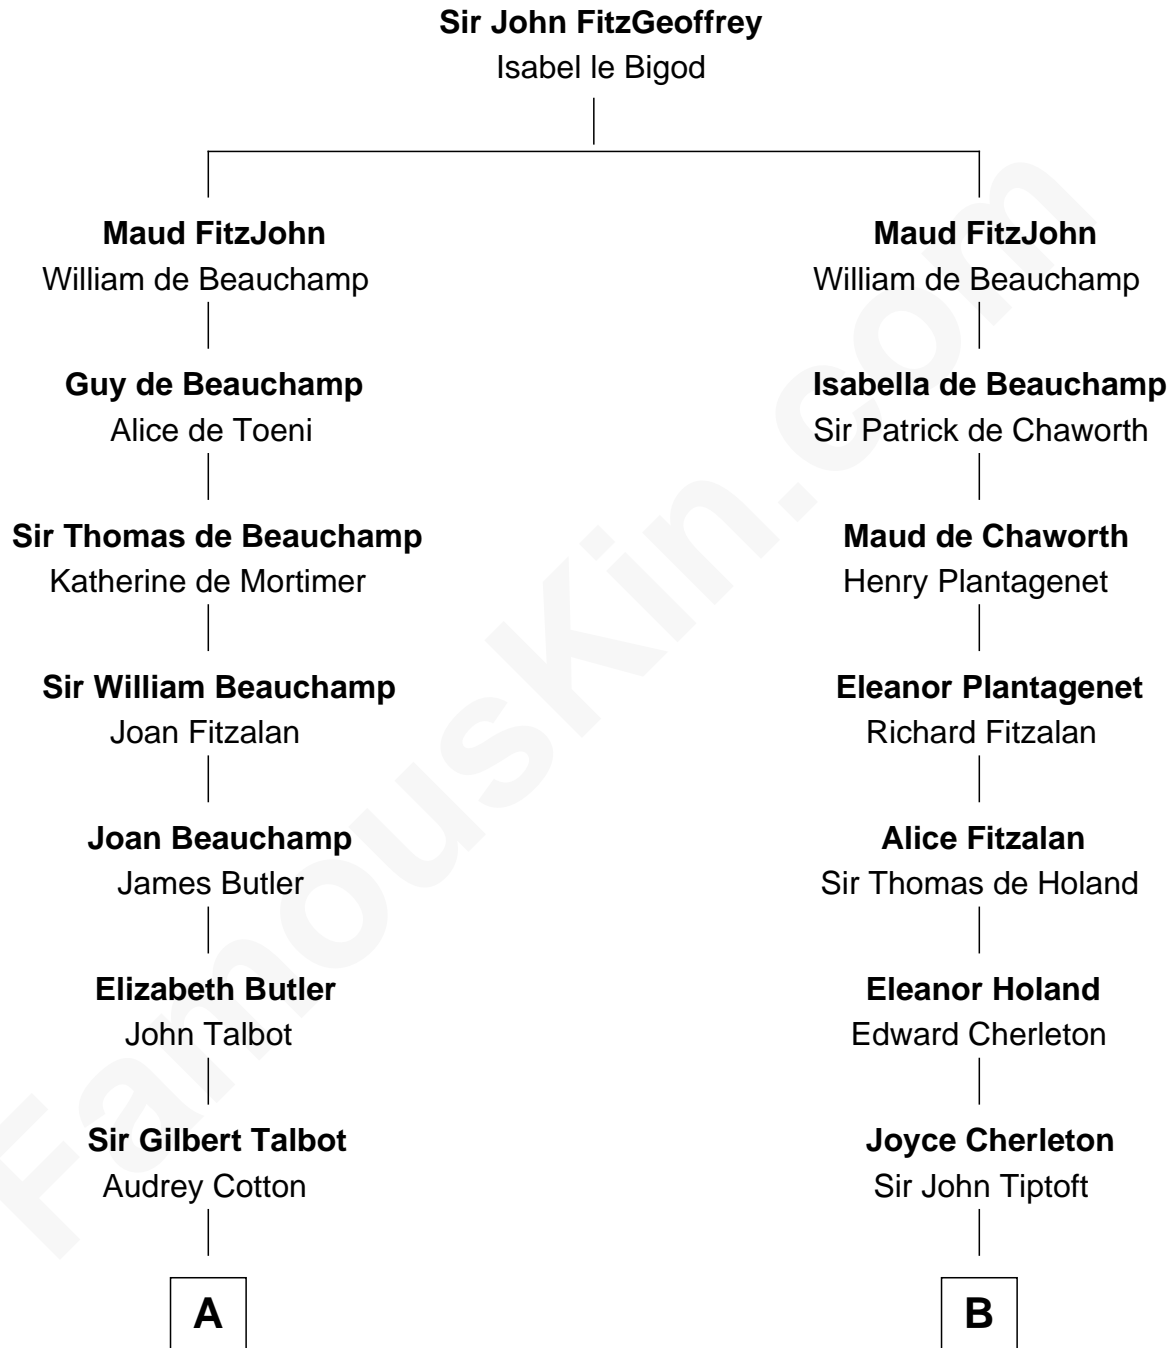 Sir John FitzGeoffrey
Isabel le Bigod
Maud FitzJohn
William de Beauchamp
Maud FitzJohn
William de Beauchamp
Guy de Beauchamp
Alice de Toeni
Isabella de Beauchamp
Sir Patrick de Chaworth
Sir Thomas de Beauchamp
Katherine de Mortimer
Maud de Chaworth
Henry Plantagenet
Sir William Beauchamp
Joan Fitzalan
Eleanor Plantagenet
Richard Fitzalan
Joan Beauchamp
James Butler
Alice Fitzalan
Sir Thomas de Holand
Elizabeth Butler
John Talbot
Eleanor Holand
Edward Cherleton
Sir Gilbert Talbot
Audrey Cotton
Joyce Cherleton
Sir John Tiptoft
A
B
FamousKin.com